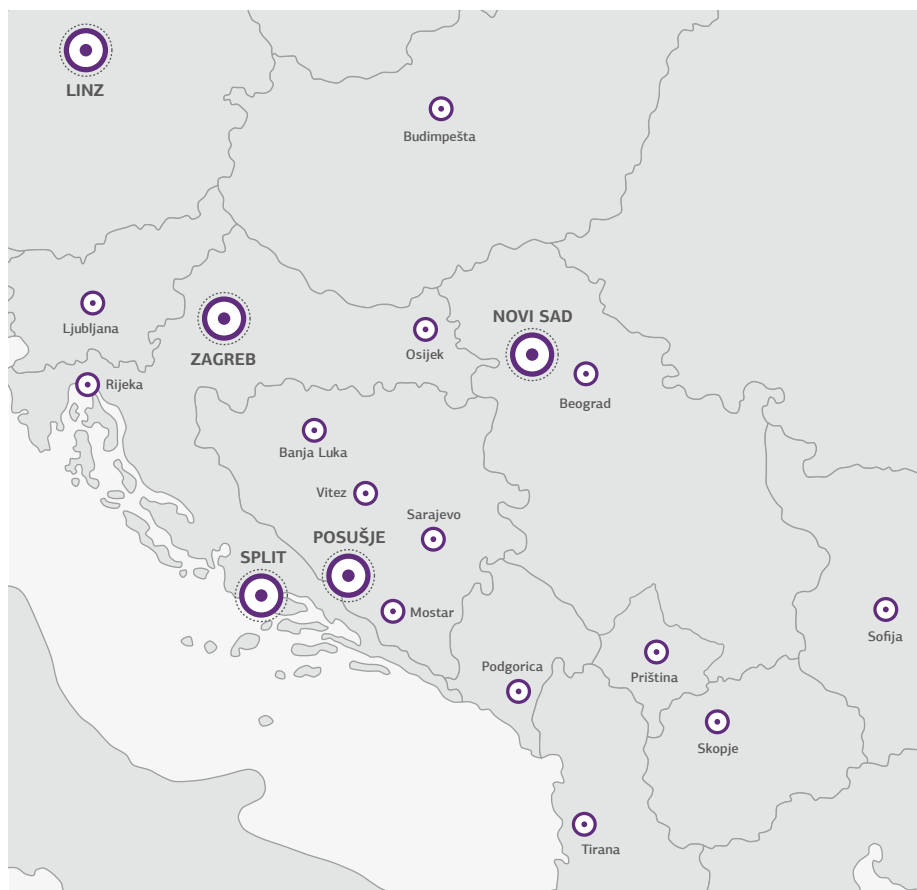 LINZ
Budimpešta
Ljubljana
ZAGREB
Osijek
NOVI SAD
Beograd
Rijeka
Banja Luka
Vitez
Sarajevo
POSUŠJE
SPLIT
Mostar
Sofija
Podgorica
Priština
Skopje
Tirana